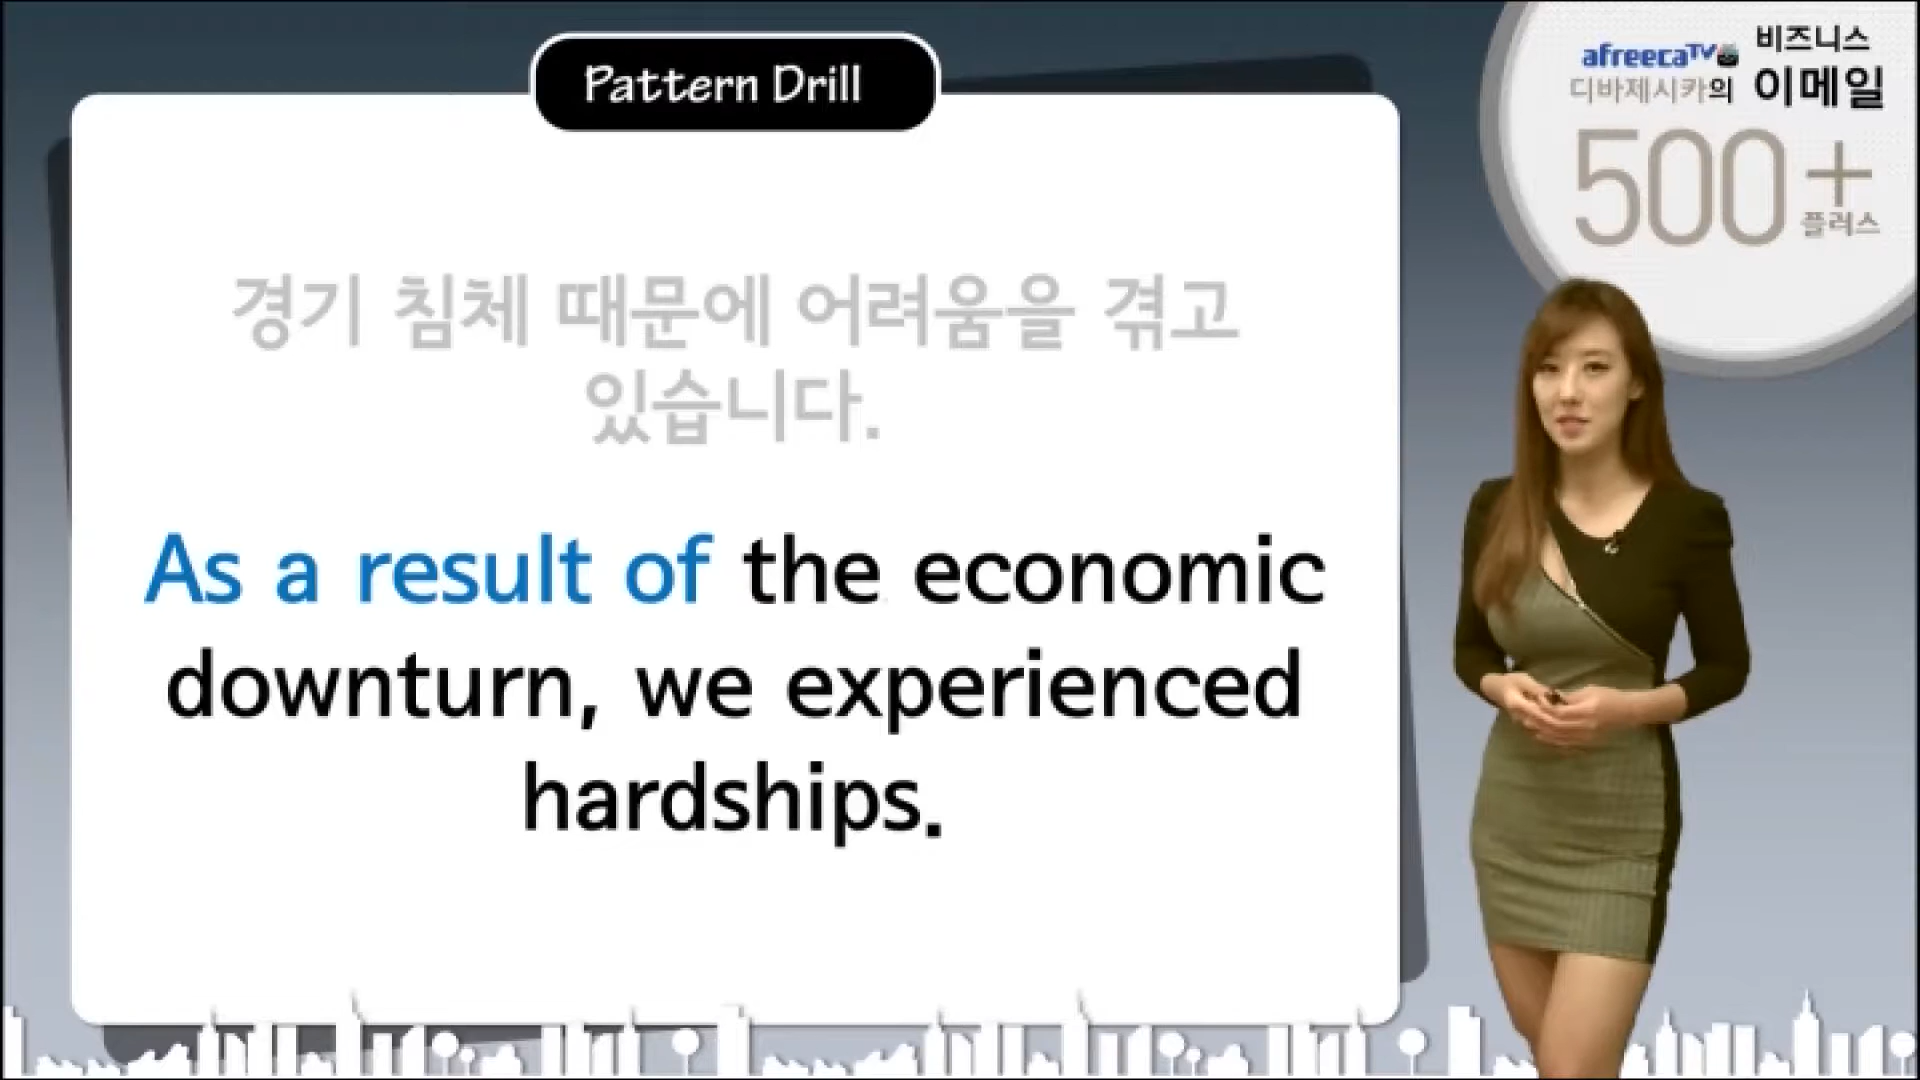 Pattern Drill
afreecaTV
디바제시카의
비즈니스
이메일
500+
플러스
경기 침체 때문에 어려움을 겪고
있습니다.
As a result of the economic
downturn, we experienced
hardships.